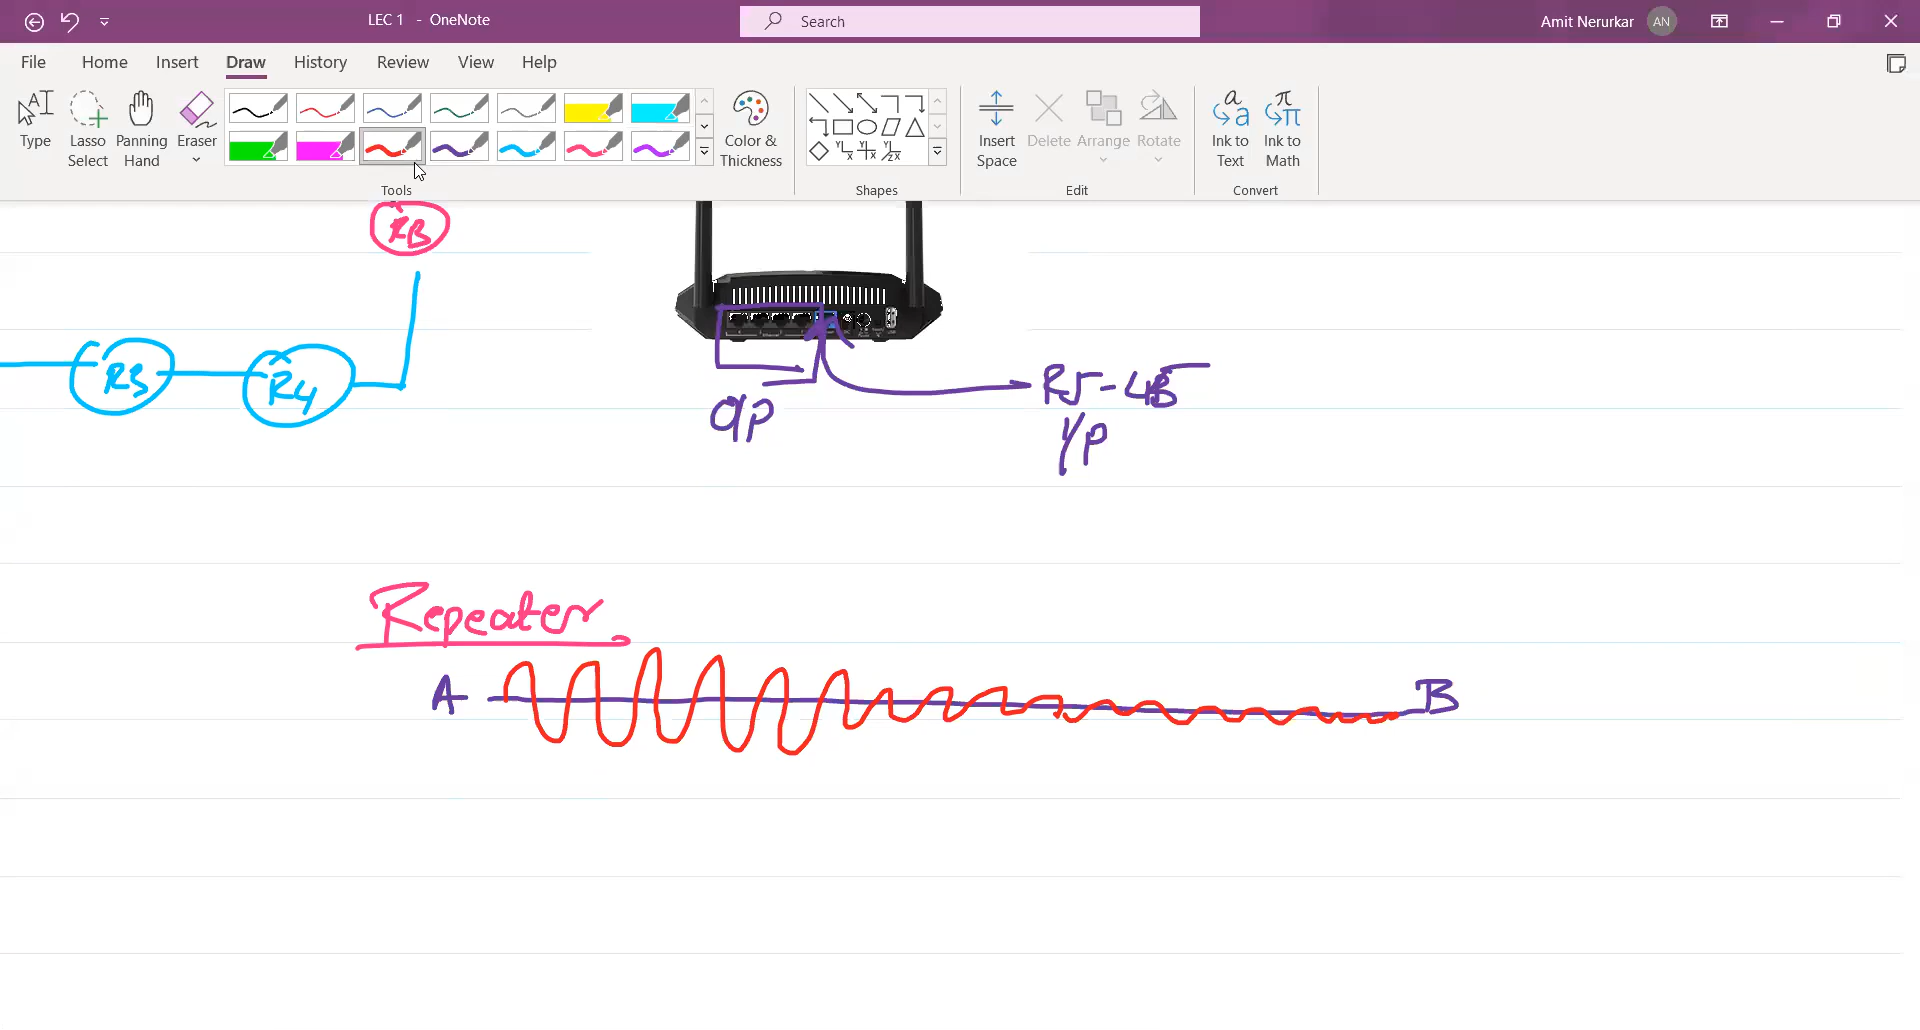 LEC 1 - OneNote
Search
Amit Nerurkar
AN
File Home Insert Draw History Review View Help
Type
Lasso Select
Panning Hand
Eraser
Color & Thickness
Insert Space
Delete
Arrange
Rotate
Ink to Text
Ink to Math
Tools
Shapes
Edit
Convert
RB
R3
R4
O/P
RJ-45
I/P
Repeater
A
B